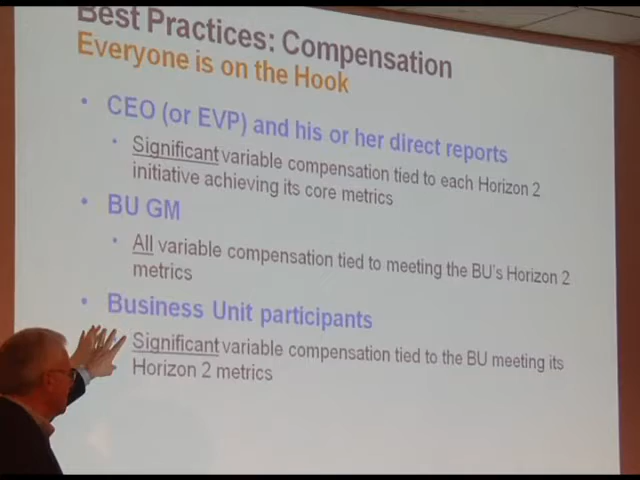 Best Practices: Compensation
Everyone is on the Hook
• CEO (or EVP) and his or her direct reports
• Significant variable compensation tied to each Horizon 2
initiative achieving its core metrics
• BU GM
• All variable compensation tied to meeting the BU's Horizon 2
metrics
• Business Unit participants
Significant variable compensation tied to the BU meeting its
Horizon 2 metrics